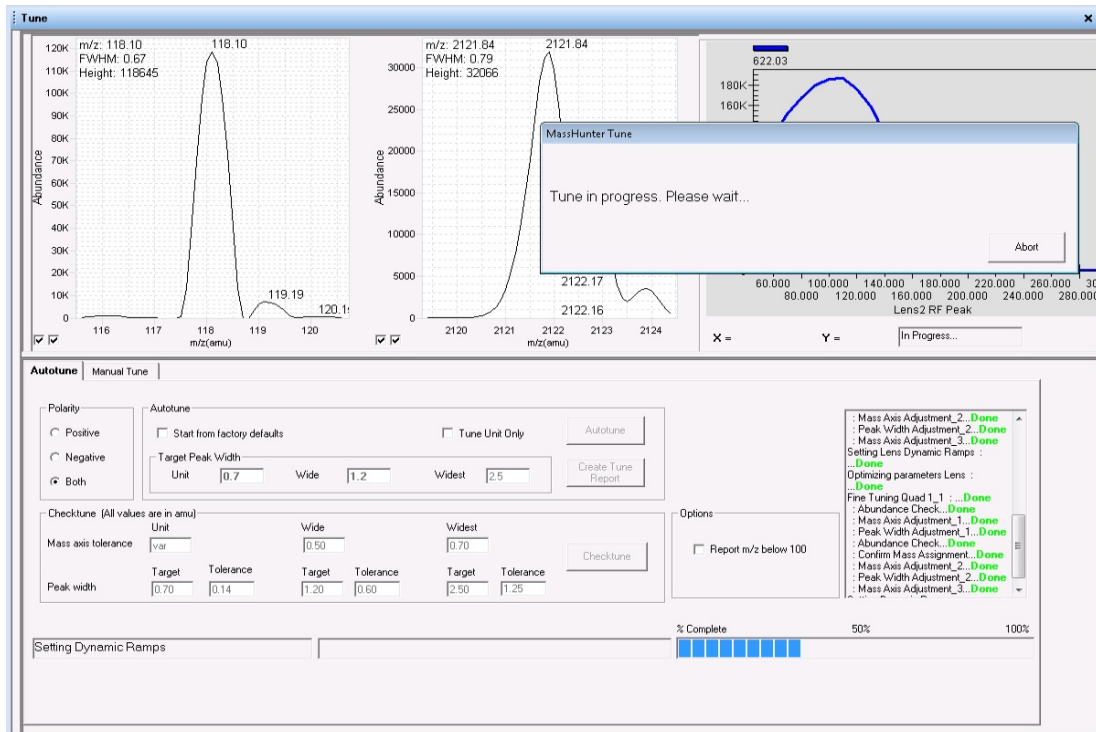 Tune
m/z: 118.10
FWHM: 0.67
Height: 118645
118.10
120K
110K
100K
90K
80K
70K
60K
50K
40K
30K
20K
10K
0
Abundance
119.19
116 117 118 119 120
m/z(amu)
m/z: 2121.84
FWHM: 0.79
Height: 32066
2121.84
30000
25000
20000
15000
10000
5000
0
Abundance
2122.17
2122.16
2120 2121 2122 2123 2124
m/z(amu)
622.03
180K
160K
60.000 100.000 140.000 180.000 220.000 260.000
80.000 120.000 160.000 200.000 240.000 280.000
Lens2 RF Peak
X = Y = In Progress...
MassHunter Tune
Tune in progress. Please wait...
Abort
Autotune Manual Tune
Polarity
Positive
Negative
Both
Autotune
Start from factory defaults Tune Unit Only Autotune
Target Peak Width
Unit 0.7 Wide 1.2 Widest 2.5
Create Tune
Report
Checktune (All values are in amu)
Unit Wide Widest
Mass axis tolerance var 0.50 0.70
Checktune
Target Tolerance Target Tolerance Target Tolerance
Peak width 0.70 0.14 1.20 0.60 2.50 1.25
Options
Report m/z below 100
: Mass Axis Adjustment_2...Done
: Peak Width Adjustment_2...Done
: Mass Axis Adjustment_3...Done
Setting Lens Dynamic Ramps :
...Done
Optimizing parameters Lens :
...Done
Fine Tuning Quad 1_1 : ...Done
: Abundance Check...Done
: Mass Axis Adjustment_1...Done
: Peak Width Adjustment_1...Done
: Abundance Check...Done
: Confirm Mass Assignment...Done
: Mass Axis Adjustment_2...Done
: Peak Width Adjustment_2...Done
: Mass Axis Adjustment_3...Done
% Complete 50% 100%
Setting Dynamic Ramps